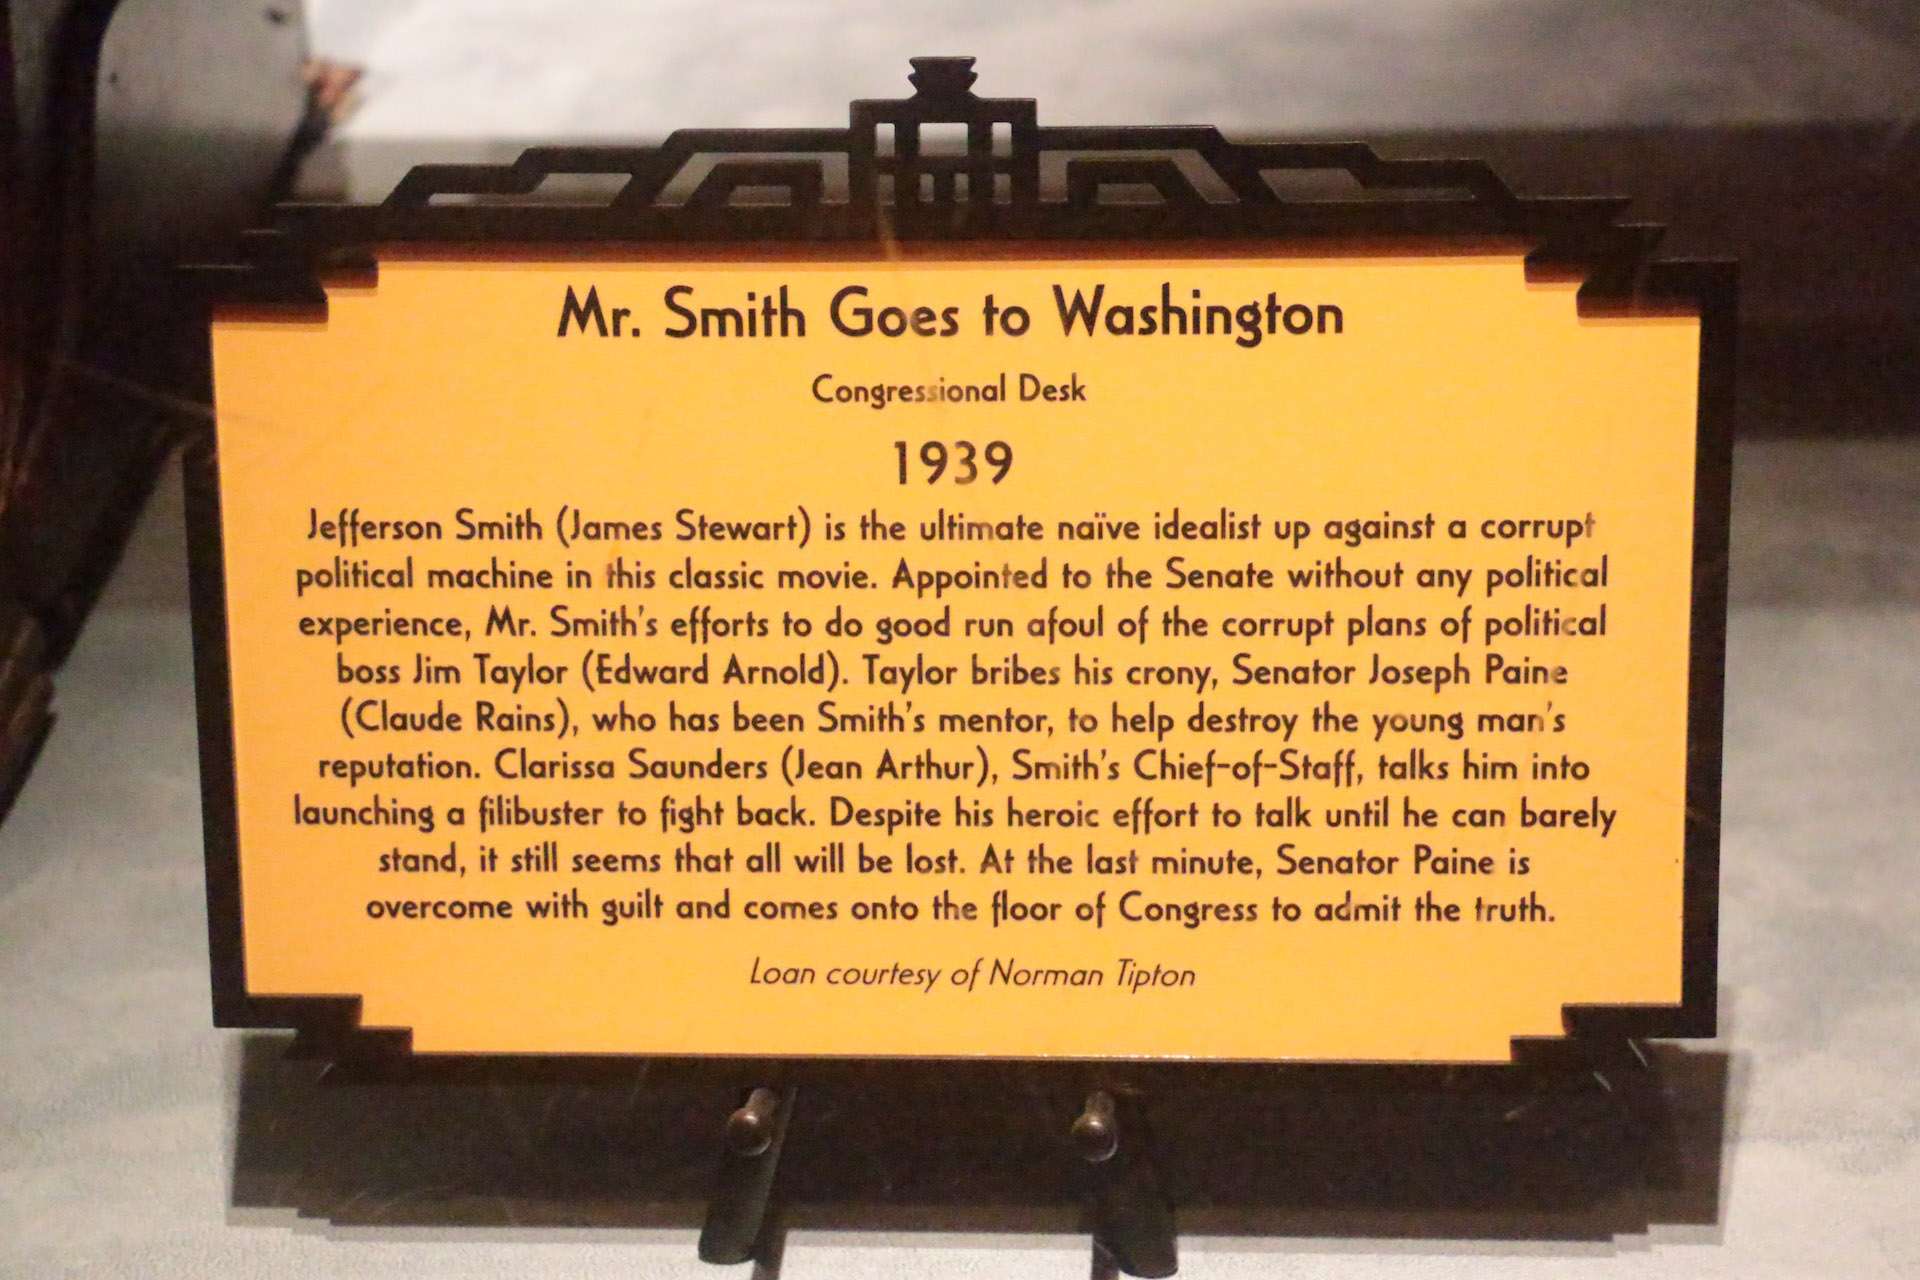 Mr. Smith Goes to Washington
Congressional Desk
1939
Jefferson Smith (James Stewart) is the ultimate naïve idealist up against a corrupt
political machine in this classic movie. Appointed to the Senate without any political
experience, Mr. Smith's efforts to do good run afoul of the corrupt plans of political
boss Jim Taylor (Edward Arnold). Taylor bribes his crony, Senator Joseph Paine
(Claude Rains), who has been Smith's mentor, to help destroy the young man's
reputation. Clarissa Saunders (Jean Arthur), Smith's Chief-of-Staff, talks him into
launching a filibuster to fight back. Despite his heroic effort to talk until he can barely
stand, it still seems that all will be lost. At the last minute, Senator Paine is
overcome with guilt and comes onto the floor of Congress to admit the truth.
Loan courtesy of Norman Tipton